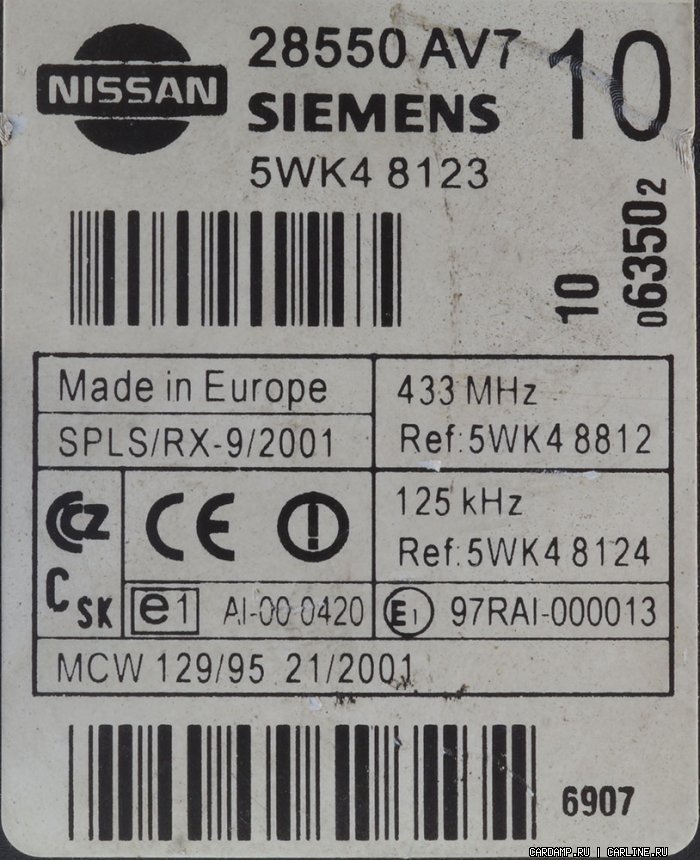 NISSAN
28550 AV7 10
SIEMENS
5WK4 8123
10
063502
Made in Europe
433 MHz
SPLS/RX-9/2001
Ref:5WK4 8812
CCZ
CE
125 kHz
Ref:5WK4 8124
C SK
e1 AI-00 0420
E1 97RAI-000013
MCW 129/95 21/2001
6907
CARDAMP.RU | CARLINE.RU